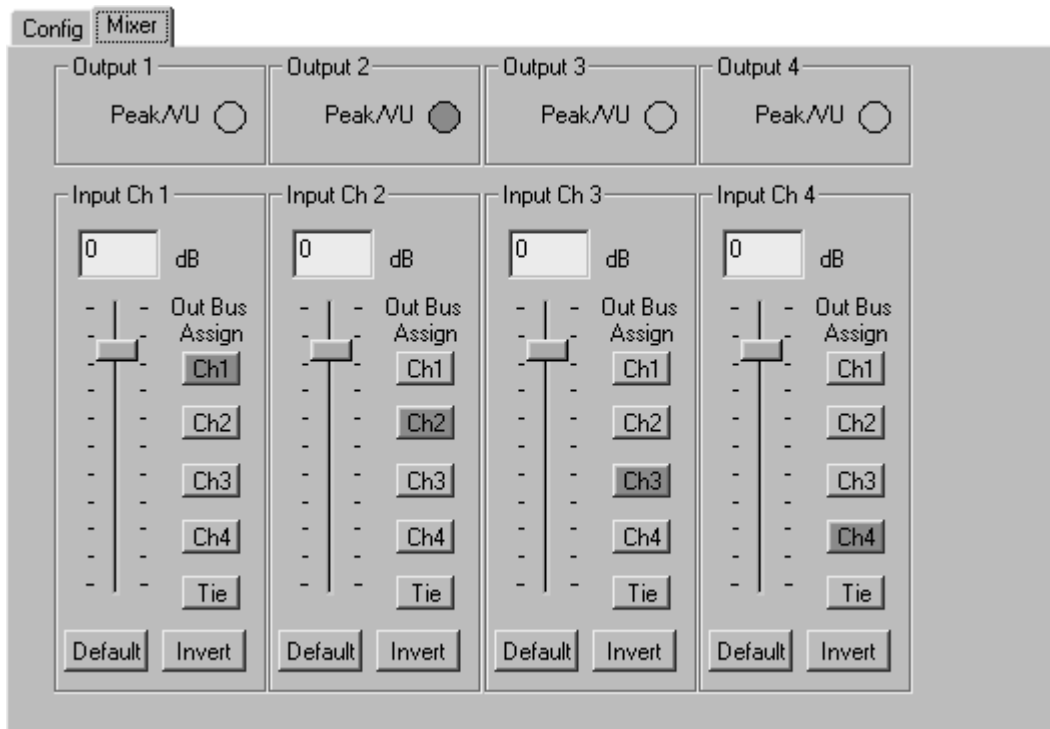 Config Mixer
Output 1 Output 2 Output 3 Output 4
Peak/VU Peak/VU Peak/VU Peak/VU
Input Ch 1 Input Ch 2 Input Ch 3 Input Ch 4
0 dB 0 dB 0 dB 0 dB
Out Bus Out Bus Out Bus Out Bus
Assign Assign Assign Assign
Ch1 Ch1 Ch1 Ch1
Ch2 Ch2 Ch2 Ch2
Ch3 Ch3 Ch3 Ch3
Ch4 Ch4 Ch4 Ch4
Tie Tie Tie Tie
Default Invert Default Invert Default Invert Default Invert